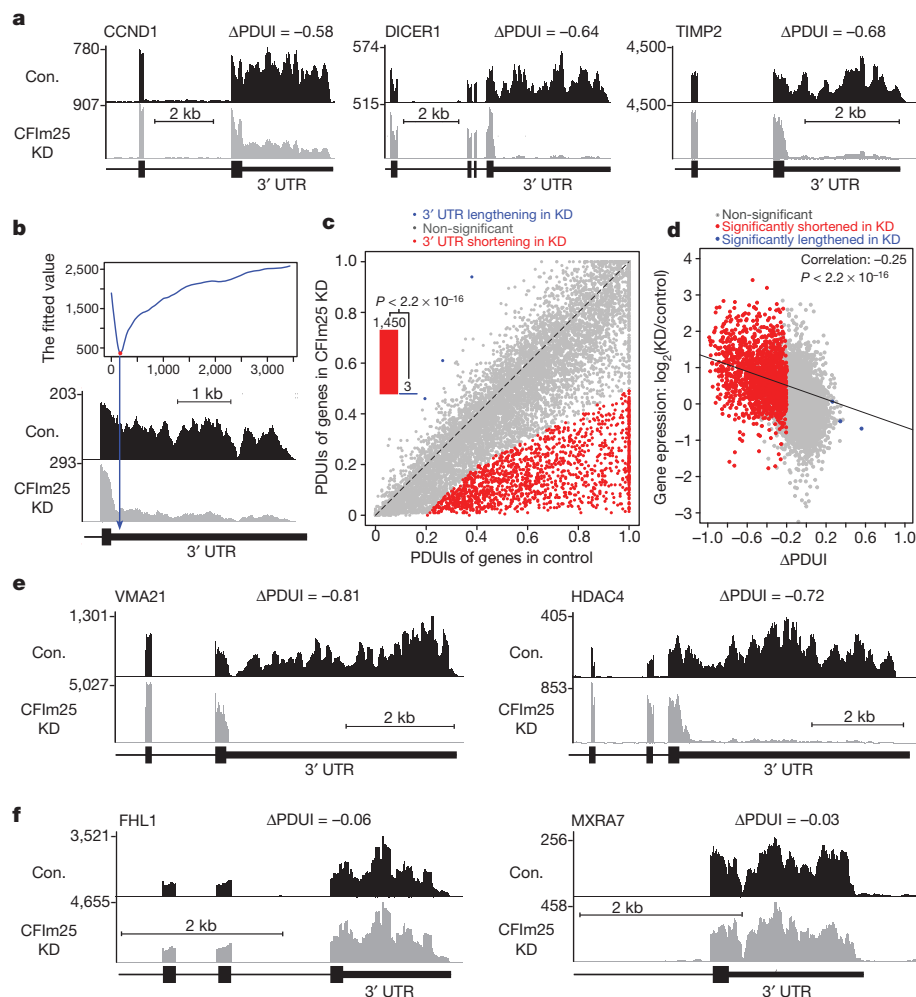 a
CCND1 ΔPDUI = –0.58
780
Con.
907
CFIm25
KD
2 kb
3′ UTR
DICER1 ΔPDUI = –0.64
574
515
2 kb
3′ UTR
TIMP2 ΔPDUI = –0.68
4,500
4,500
2 kb
3′ UTR
b
The fitted value
2,500
1,500
500
0 1,000 2,000 3,000
203
1 kb
Con.
293
CFIm25
KD
3′ UTR
c
3′ UTR lengthening in KD
Non-significant
3′ UTR shortening in KD
PDUIs of genes in CFIm25 KD
1.0
0.8
0.6
0.4
0.2
0
P < 2.2 × 10–16
1,450
3
0 0.2 0.4 0.6 0.8 1.0
PDUIs of genes in control
d
Non-significant
Significantly shortened in KD
Significantly lengthened in KD
Correlation: –0.25
P < 2.2 × 10–16
Gene espression: log2(KD/control)
4
3
2
1
0
–1
–2
–3
–1.0 –0.6 –0.2 0.2 0.6 1.0
ΔPDUI
e
VMA21 ΔPDUI = –0.81
1,301
Con.
5,027
CFIm25
KD
2 kb
3′ UTR
HDAC4 ΔPDUI = –0.72
405
Con.
853
CFIm25
KD
2 kb
3′ UTR
f
FHL1 ΔPDUI = –0.06
3,521
Con.
4,655
CFIm25
KD
2 kb
3′ UTR
MXRA7 ΔPDUI = –0.03
256
Con.
458
CFIm25
KD
2 kb
3′ UTR